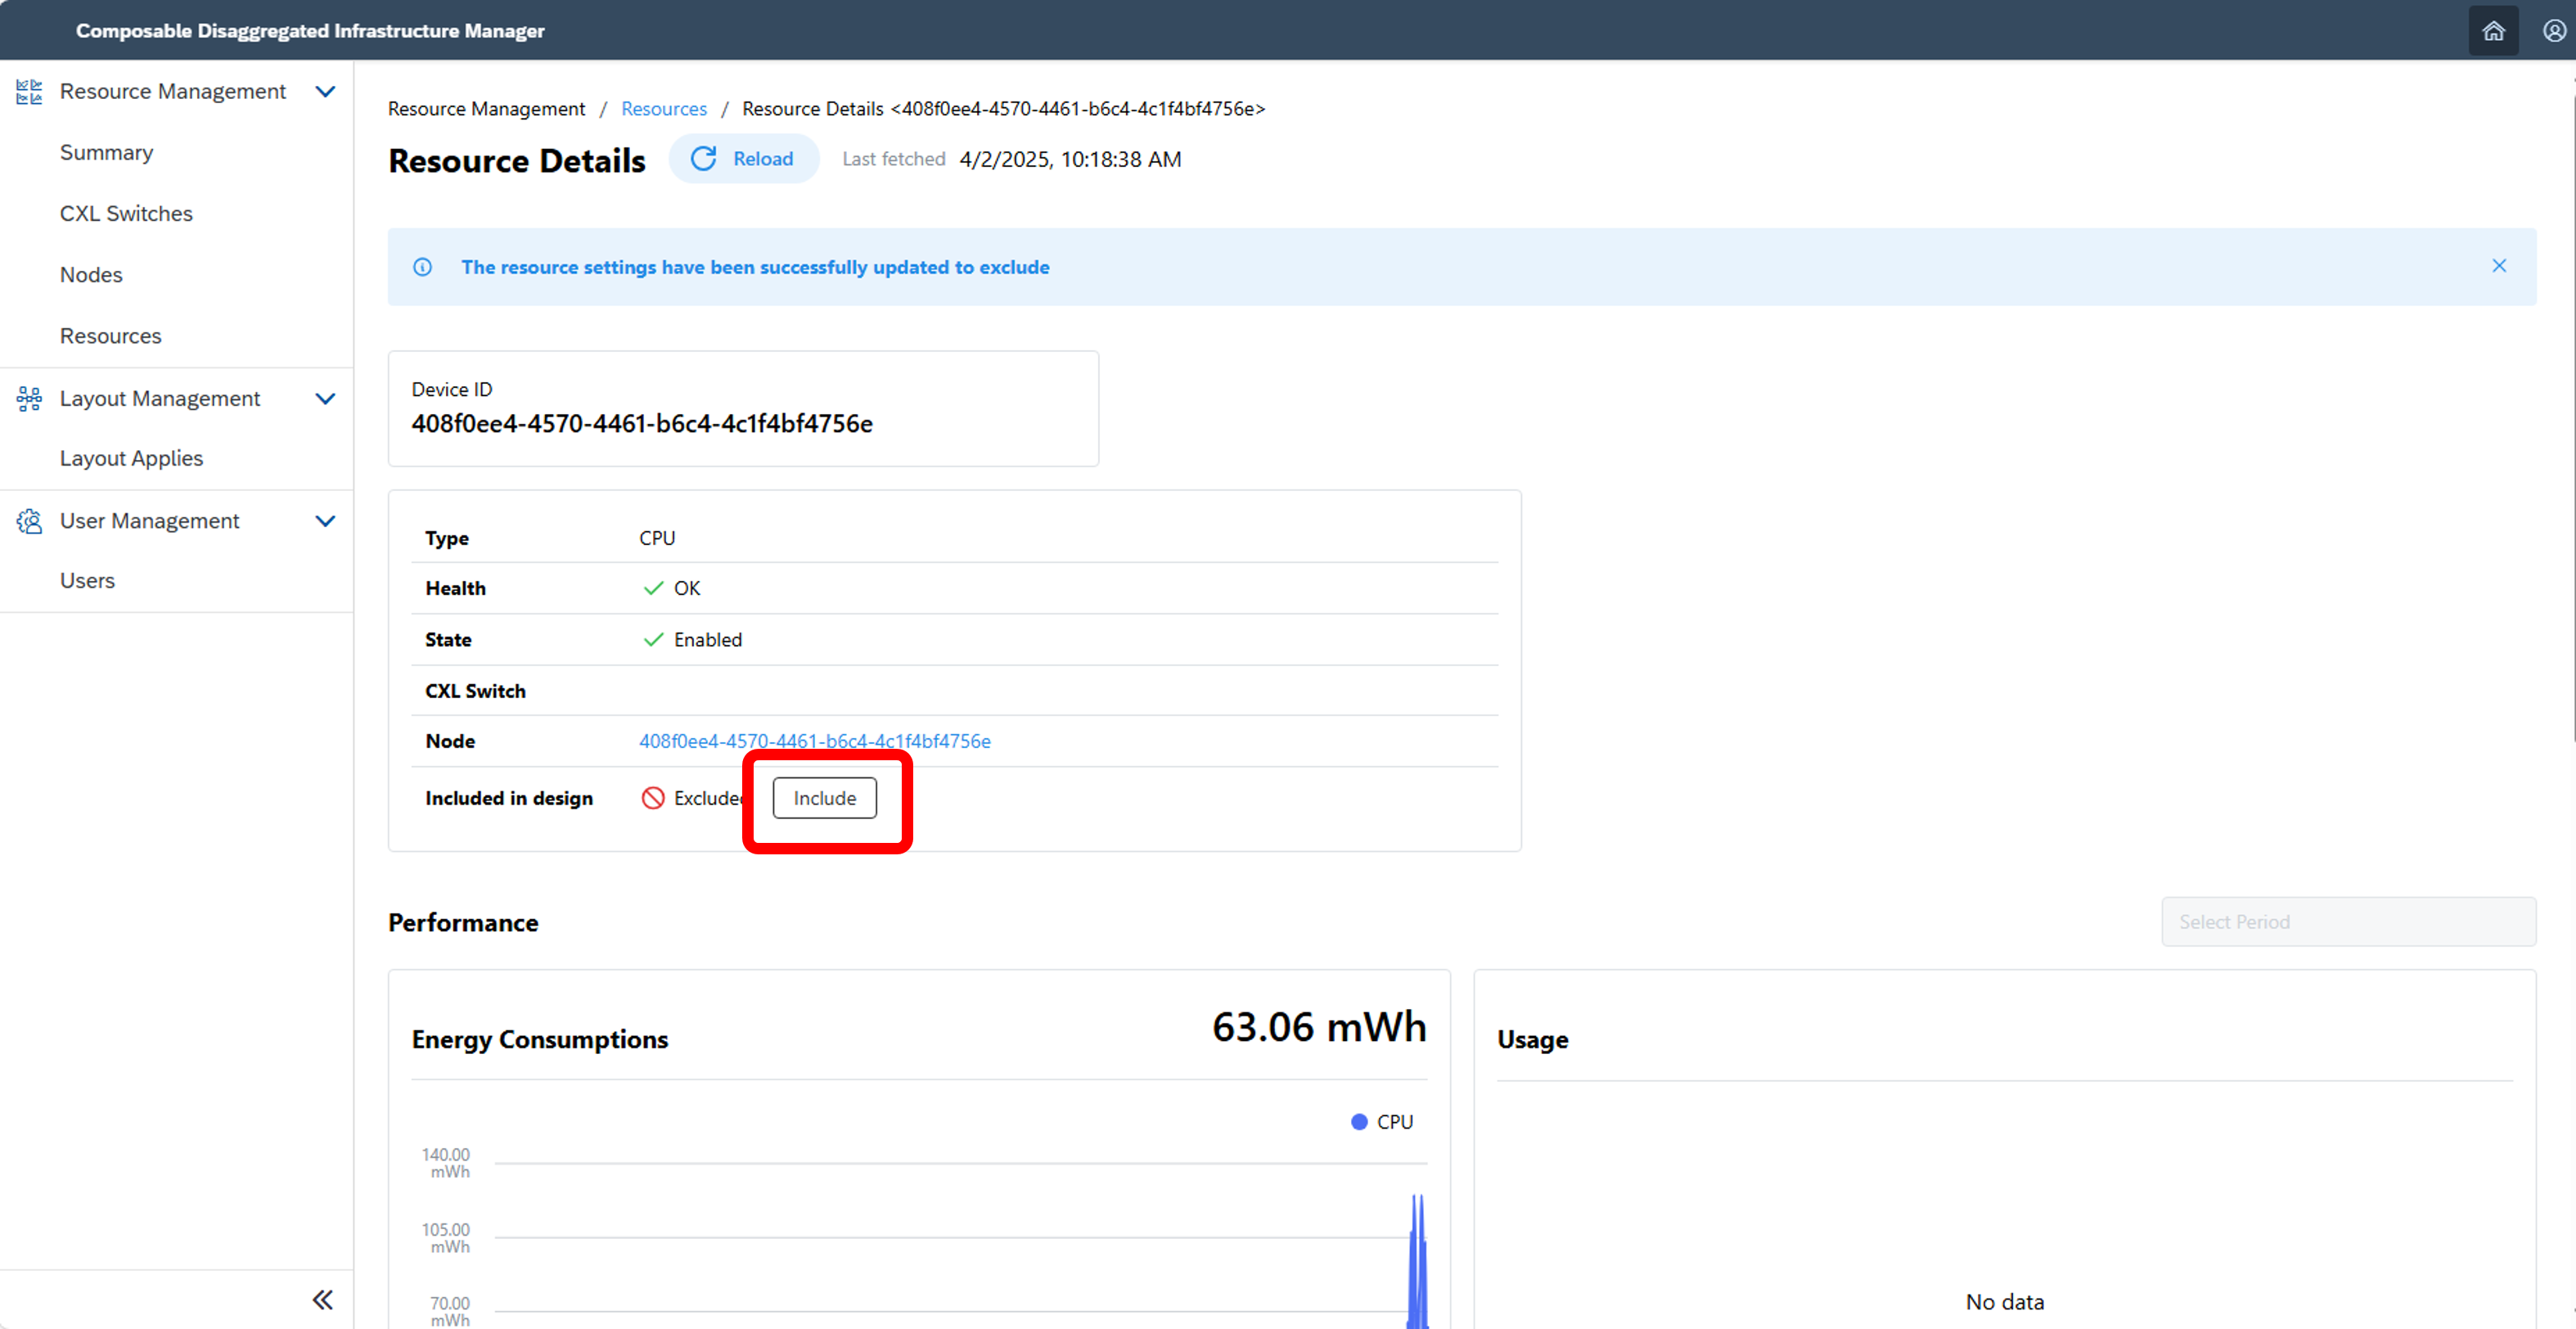 Composable Disaggregated Infrastructure Manager
Resource Management
Summary
CXL Switches
Nodes
Resources
Layout Management
Layout Applies
User Management
Users
Resource Management / Resources / Resource Details <408f0ee4-4570-4461-b6c4-4c1f4bf4756e>
Resource Details Reload Last fetched 4/2/2025, 10:18:38 AM
The resource settings have been successfully updated to exclude
Device ID
408f0ee4-4570-4461-b6c4-4c1f4bf4756e
Type CPU
Health OK
State Enabled
CXL Switch
Node 408f0ee4-4570-4461-b6c4-4c1f4bf4756e
Included in design Excluded Include
Performance Select Period
Energy Consumptions 63.06 mWh
CPU
140.00
mWh
105.00
mWh
70.00
mWh
Usage
No data